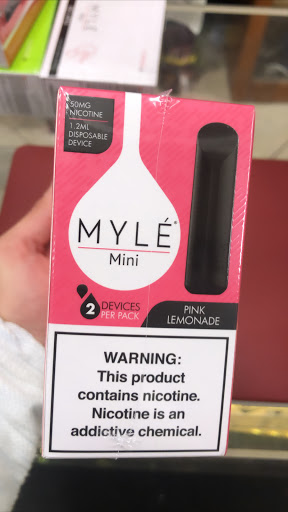 50MG
NICOTINE
1.2ML
DISPOSABLE
DEVICE
MYLÉ®
Mini
2 DEVICES
PER PACK
PINK
LEMONADE
WARNING:
This product
contains nicotine.
Nicotine is an
addictive chemical.